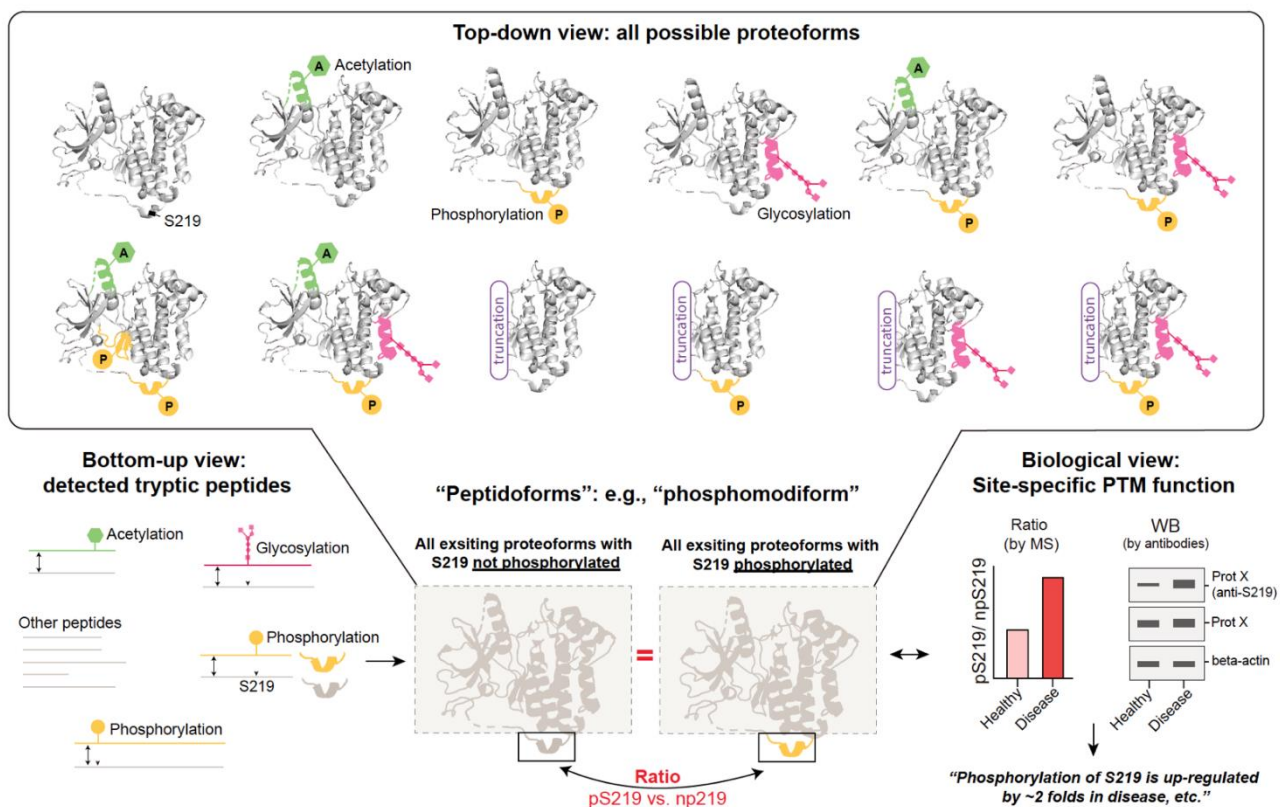 Top-down view: all possible proteoforms
A
Acetylation
A
S219
Phosphorylation
P
Glycosylation
P
P
A
A
P
P
P
truncation
truncation
P
truncation
truncation
P
Bottom-up view:
detected tryptic peptides
Acetylation
Glycosylation
Other peptides
Phosphorylation
S219
Phosphorylation
“Peptidoforms”: e.g., “phosphomodiform”
All exsiting proteoforms with
S219 not phosphorylated
All exsiting proteoforms with
S219 phosphorylated
=
Ratio
pS219 vs. np219
Biological view:
Site-specific PTM function
Ratio
(by MS)
pS219/ npS219
Healthy
Disease
WB
(by antibodies)
Prot X
(anti-S219)
Prot X
beta-actin
Healthy
Disease
“Phosphorylation of S219 is up-regulated
by ~2 folds in disease, etc.”